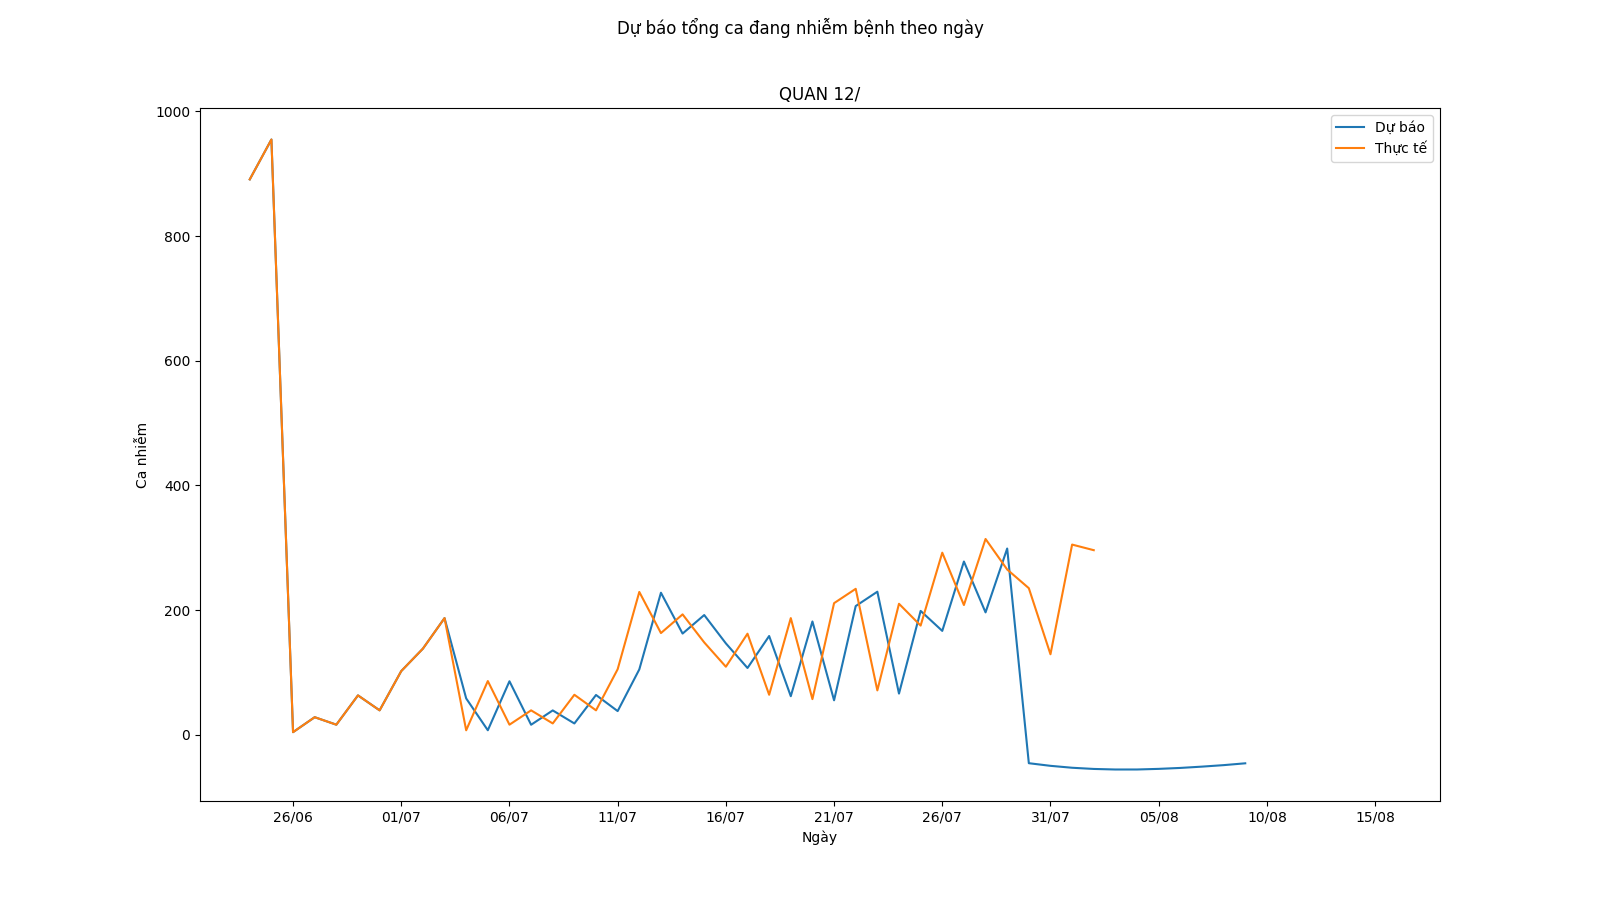 Dự báo tổng ca đang nhiễm bệnh theo ngày
QUAN 12/
Dự báo
Thực tế
1000
800
600
400
200
0
Ca nhiễm
26/06
01/07
06/07
11/07
16/07
21/07
26/07
31/07
05/08
10/08
15/08
Ngày